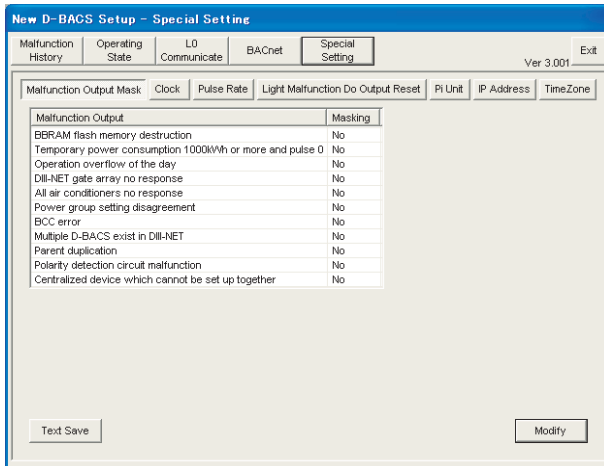 New D-BACS Setup - Special Setting
Malfunction History
Operating State
L0 Communicate
BACnet
Special Setting
Exit
Ver 3.001
Malfunction Output Mask
Clock
Pulse Rate
Light Malfunction Do Output Reset
Pi Unit
IP Address
TimeZone
Malfunction Output Masking
BBRAM flash memory destruction No
Temporary power consumption 1000kWh or more and pulse 0 No
Operation overflow of the day No
DIII-NET gate array no response No
All air conditioners no response No
Power group setting disagreement No
BCC error No
Multiple D-BACS exist in DIII-NET No
Parent duplication No
Polarity detection circuit malfunction No
Centralized device which cannot be set up together No
Text Save
Modify